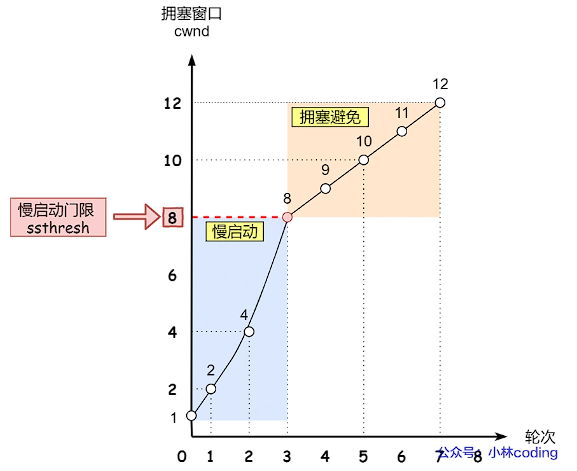 拥塞窗口
cwnd
12
12
11
拥塞避免
10
10
9
8
慢启动门限
ssthresh
8
慢启动
6
4
4
2
2
1
轮次
0 1 2 3 4 5 6 7 8
公众号：小林coding